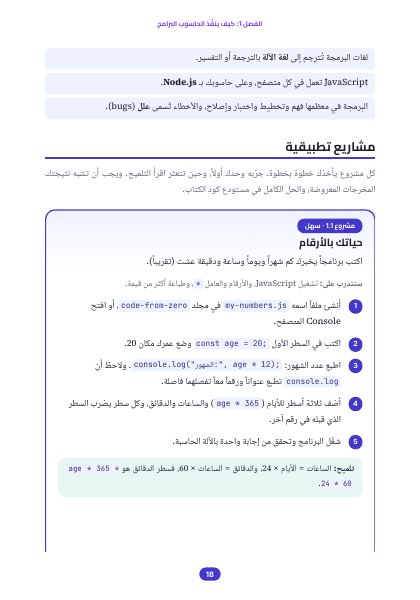 الفصل 1: كيف ينفّذ الحاسوب البرامج
لغات البرمجة تُترجم إلى لغة الآلة بالترجمة أو التفسير.
JavaScript تعمل في كل متصفح، وعلى حاسوبك بـ Node.js.
البرمجة في معظمها فهم وتخطيط واختبار وإصلاح، والأخطاء تُسمى علل (bugs).
مشاريع تطبيقية
كل مشروع يأخذك خطوة بخطوة. جرّبه وحدك أولاً، وحين تتعثر اقرأ التلميح. ويجب أن تشبه نتيجتك
المخرجات المعروضة، والحل الكامل في مستودع كود الكتاب.
مشروع 1.1 · سهل
حياتك بالأرقام
اكتب برنامجاً يخبرك كم شهراً ويوماً وساعة ودقيقة عشت (تقريباً).
ستتدرب على: تشغيل JavaScript والأرقام والعامل * ، وطباعة أكثر من قيمة.
1 أنشئ ملفاً اسمه my-numbers.js في مجلد code-from-zero ، أو افتح
Console المتصفح.
2 اكتب في السطر الأول const age = 20; وضع عمرك مكان 20.
3 اطبع عدد الشهور: console.log("الشهور:", age * 12); . ولاحظ أن
console.log تطبع عنواناً ورقماً معاً تفصلهما فاصلة.
4 أضف ثلاثة أسطر للأيام ( age * 365 ) والساعات والدقائق، وكل سطر يضرب السطر
الذي قبله في رقم آخر.
5 شغّل البرنامج وتحقق من إجابة واحدة بالآلة الحاسبة.
تلميح: الساعات = الأيام × 24، والدقائق = الساعات × 60، فسطر الدقائق هو age * 365 *
24 * 60.
18